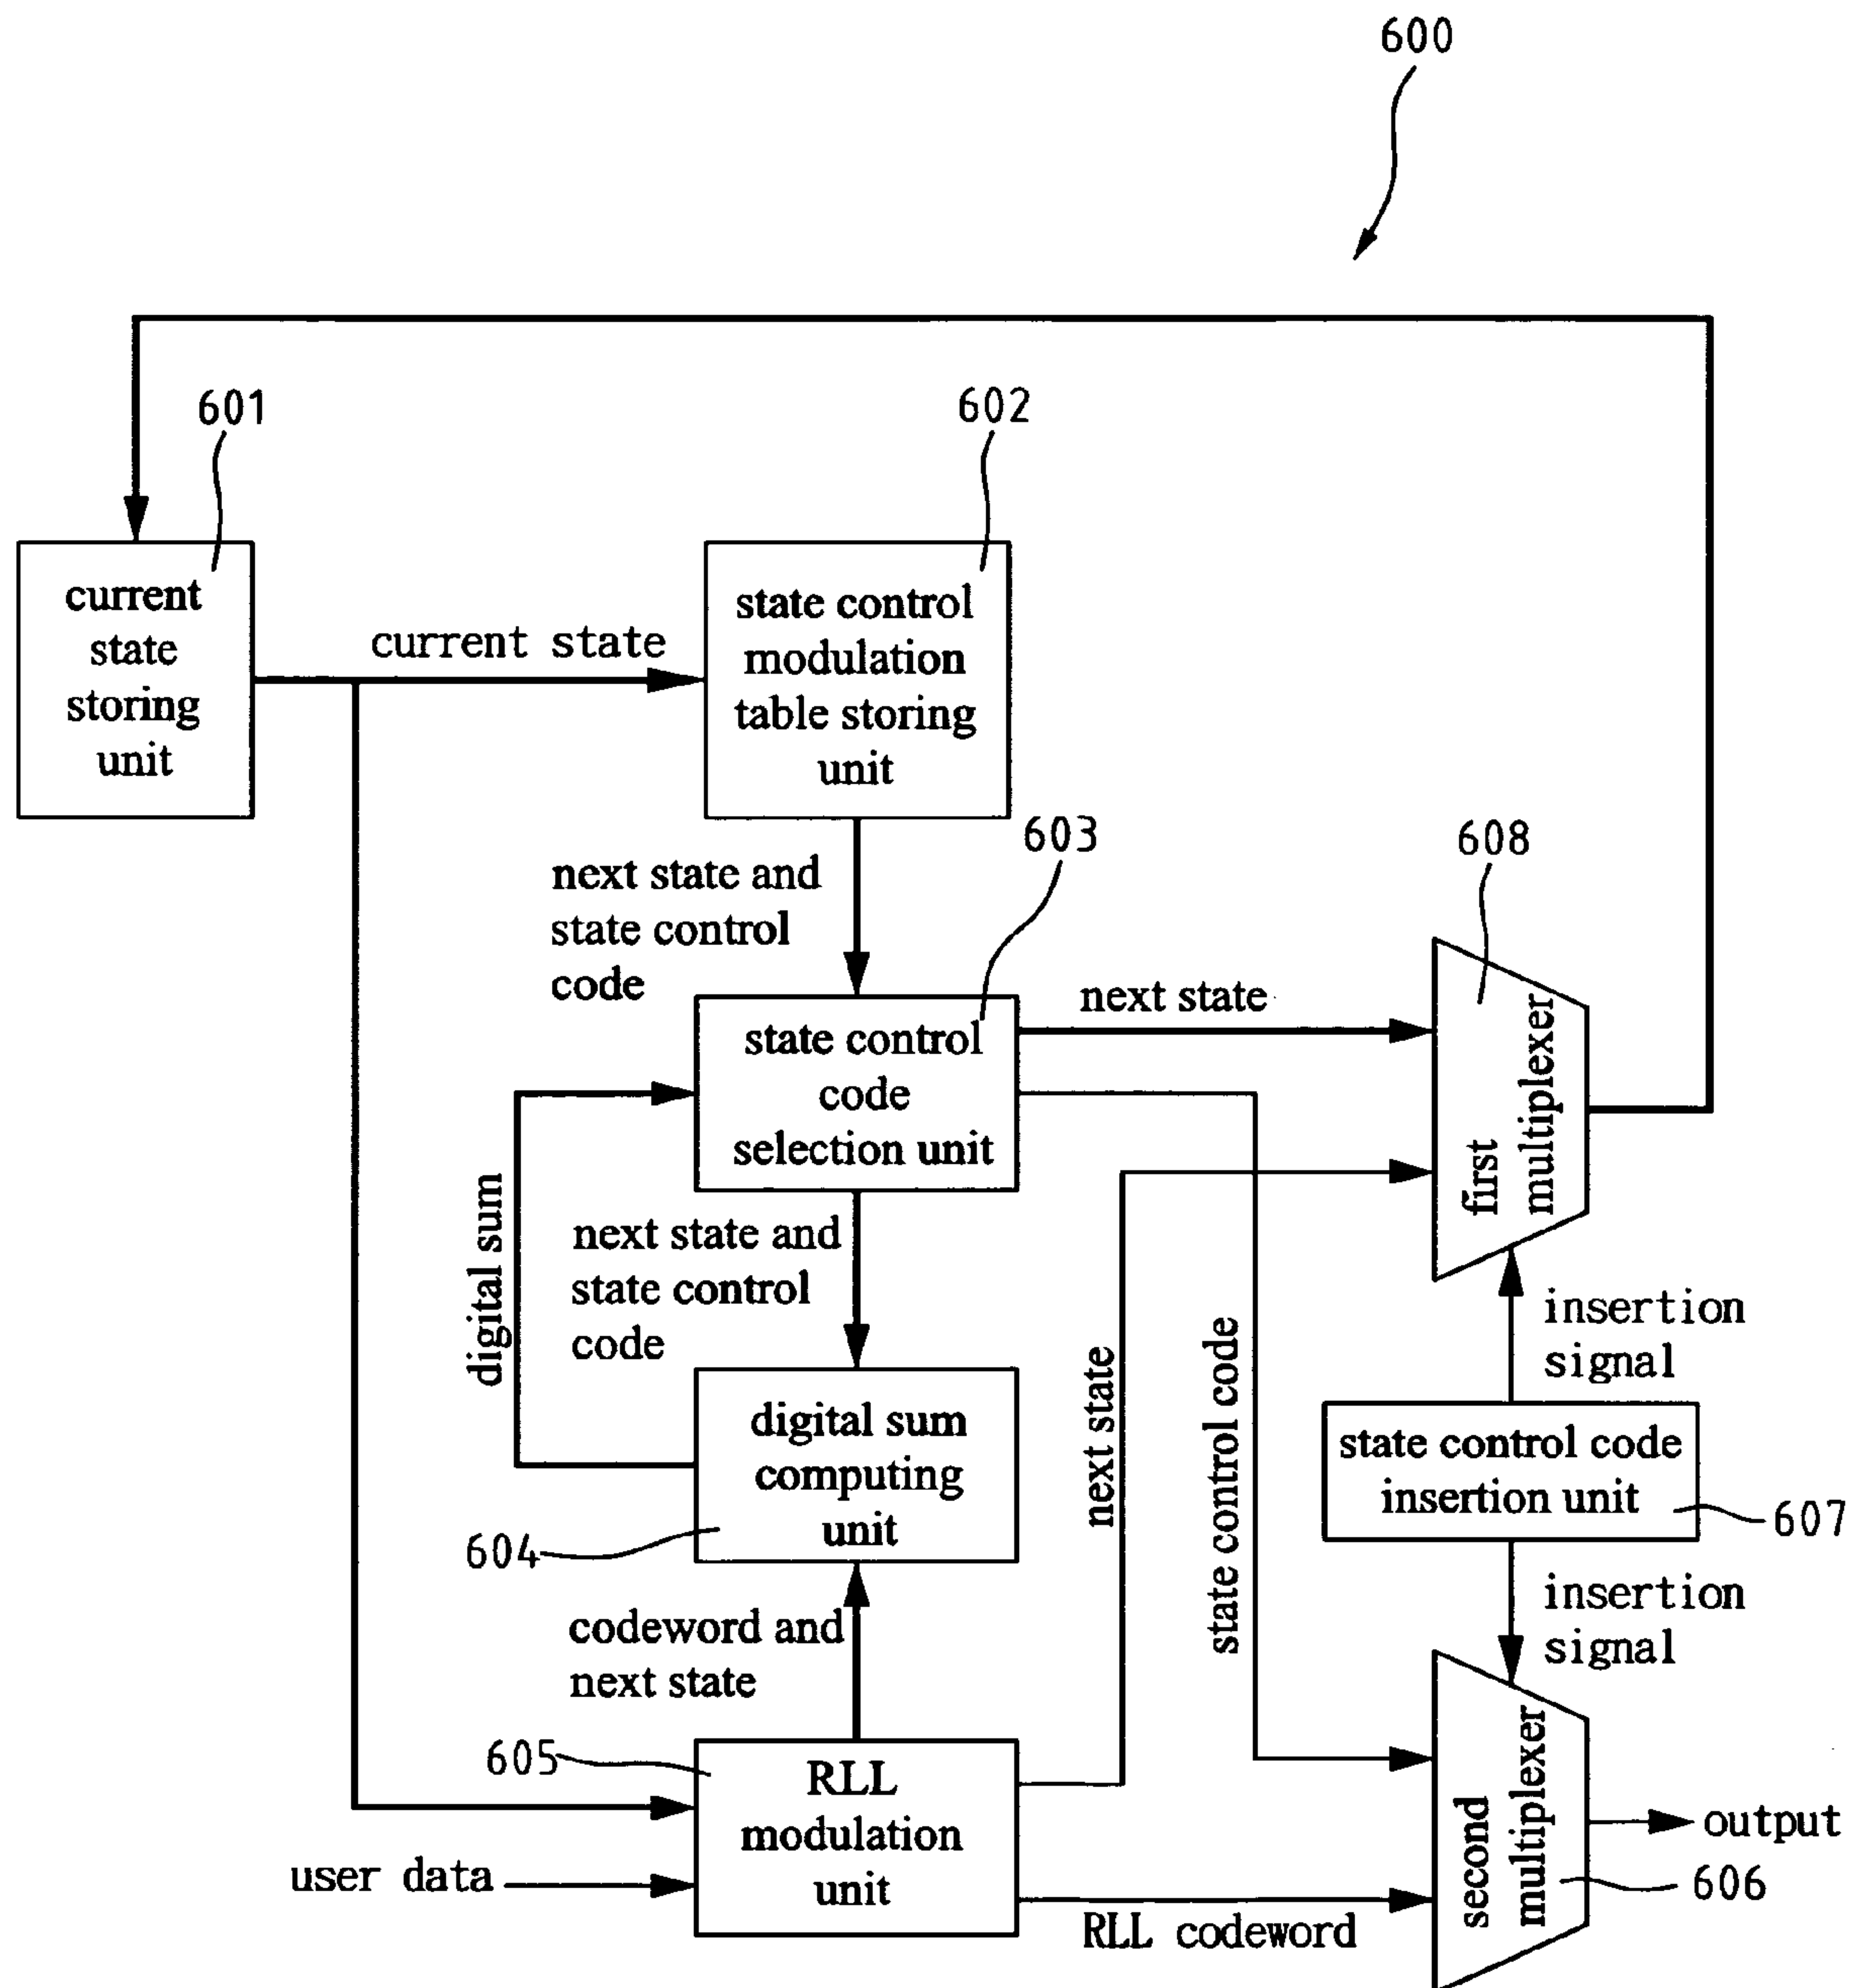 600
601
602
current
state
storing
unit
current state
state control
modulation
table storing
unit
603
608
next state and
state control
code
next state
state control
code
selection unit
first
multiplexer
digital sum
next state and
state control
code
insertion
signal
next state
state control code
digital sum
computing
unit
604
state control code
insertion unit
607
codeword and
next state
insertion
signal
605
RLL
modulation
unit
user data
second
multiplexer
output
606
RLL codeword